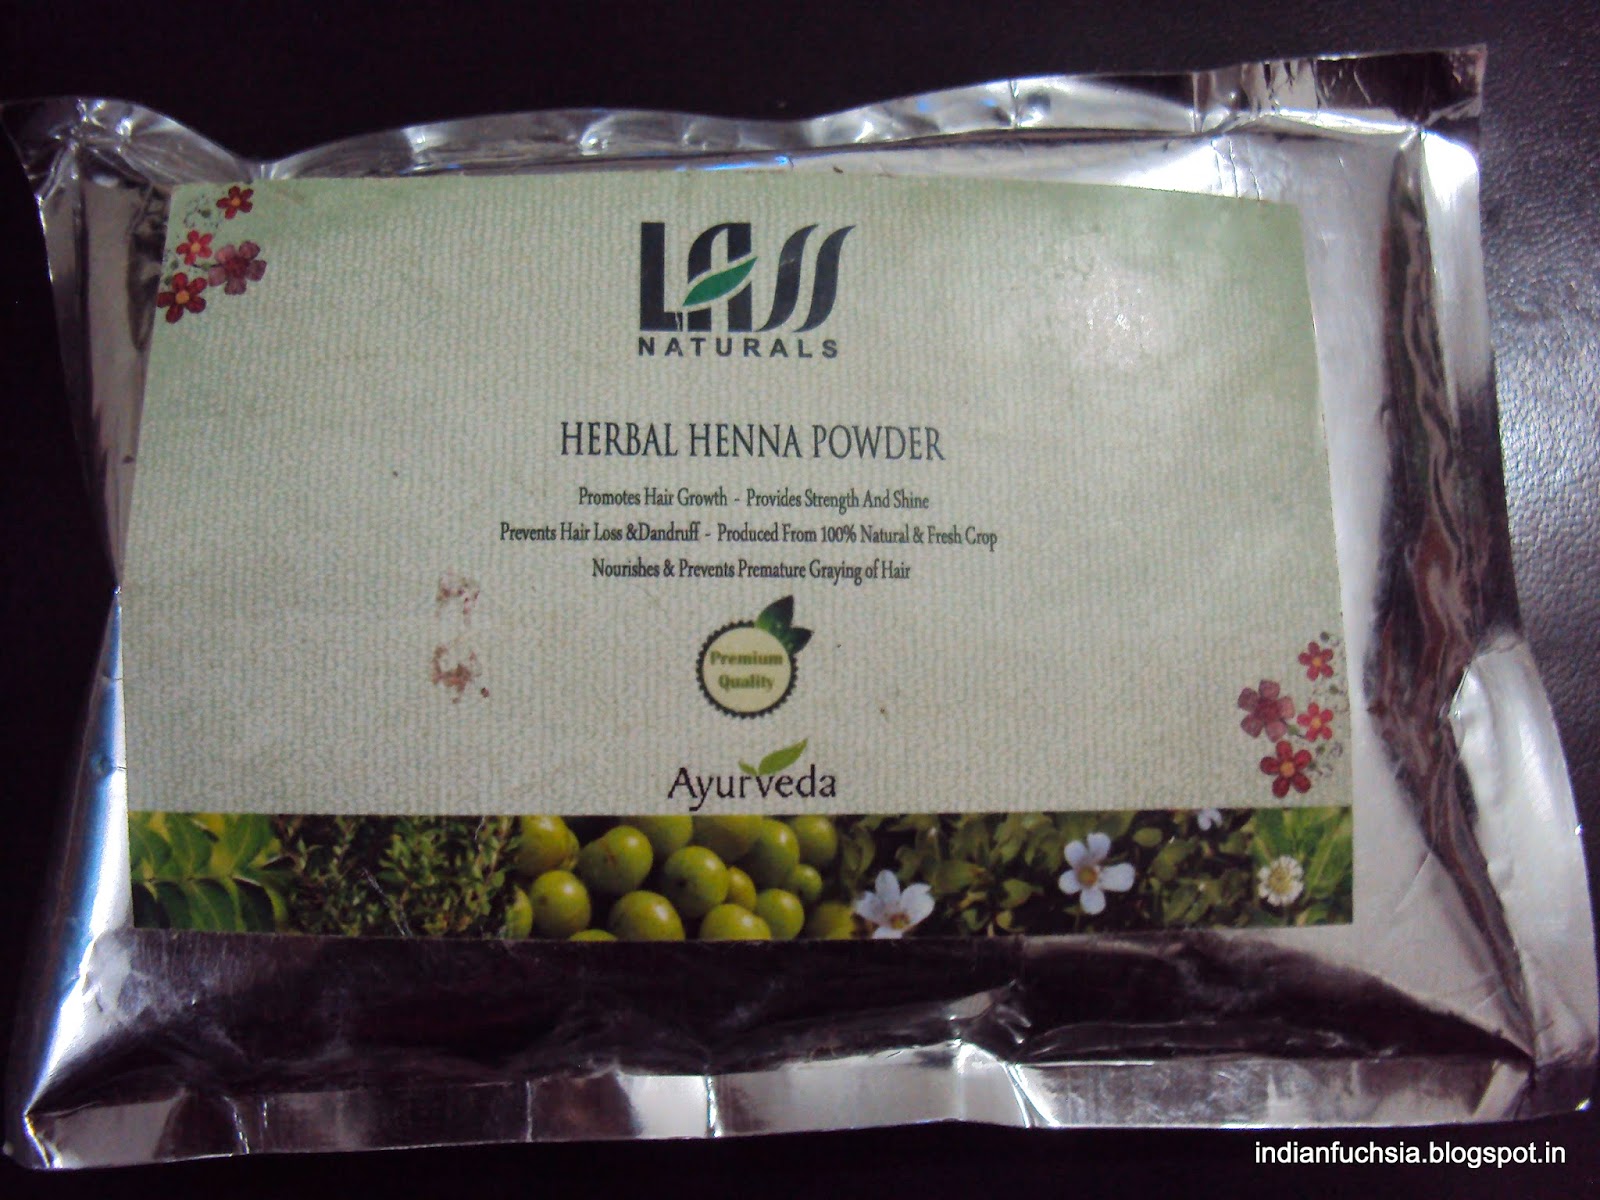 LASS
NATURALS
HERBAL HENNA POWDER
Promotes Hair Growth - Provides Strength And Shine
Prevents Hair Loss &Dandruff - Produced From 100% Natural & Fresh Crop
Nourishes & Prevents Premature Graying of Hair
Premium
Quality
Ayurveda
indianfuchsia.blogspot.in